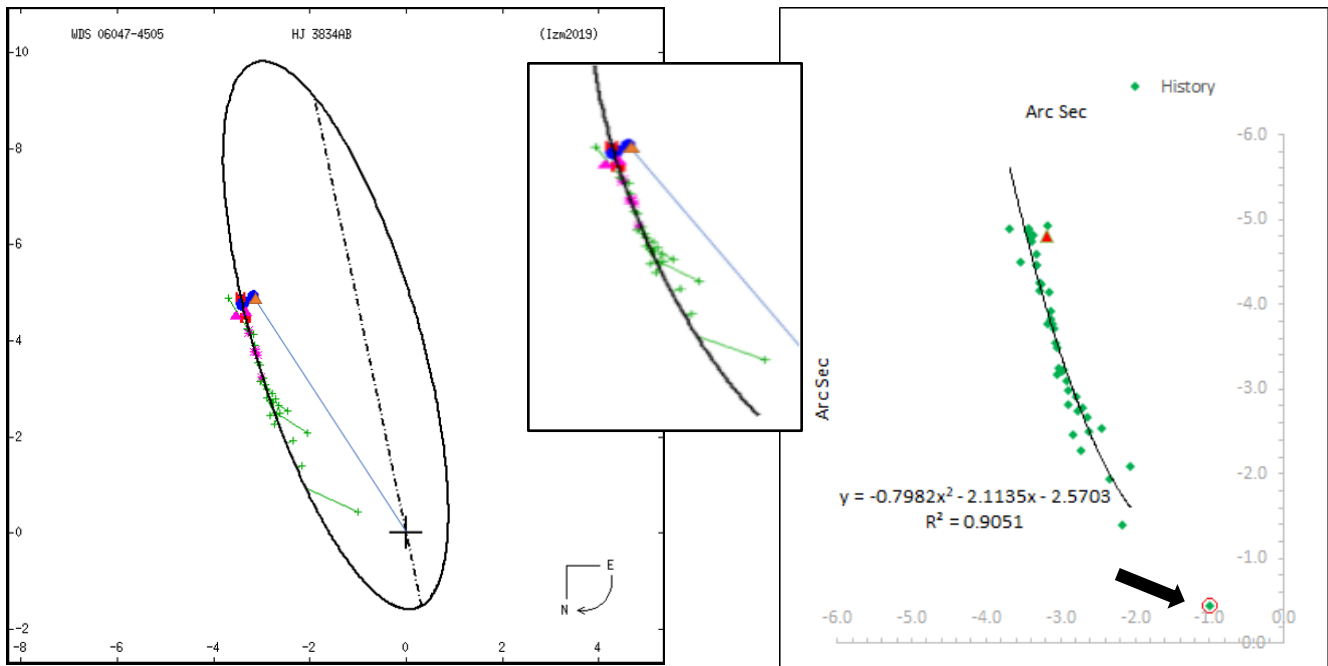 WDS 06047-4505 HJ 3834AB (Izm2019)
10
8
6
4
2
0
-2
-8 -6 -4 -2 0 2 4
E
N
History
Arc Sec
Arc Sec
-6.0
-5.0
-4.0
-3.0
-2.0
-1.0
0.0
y = -0.7982x² - 2.1135x - 2.5703
R² = 0.9051
-6.0 -5.0 -4.0 -3.0 -2.0 -1.0 0.0